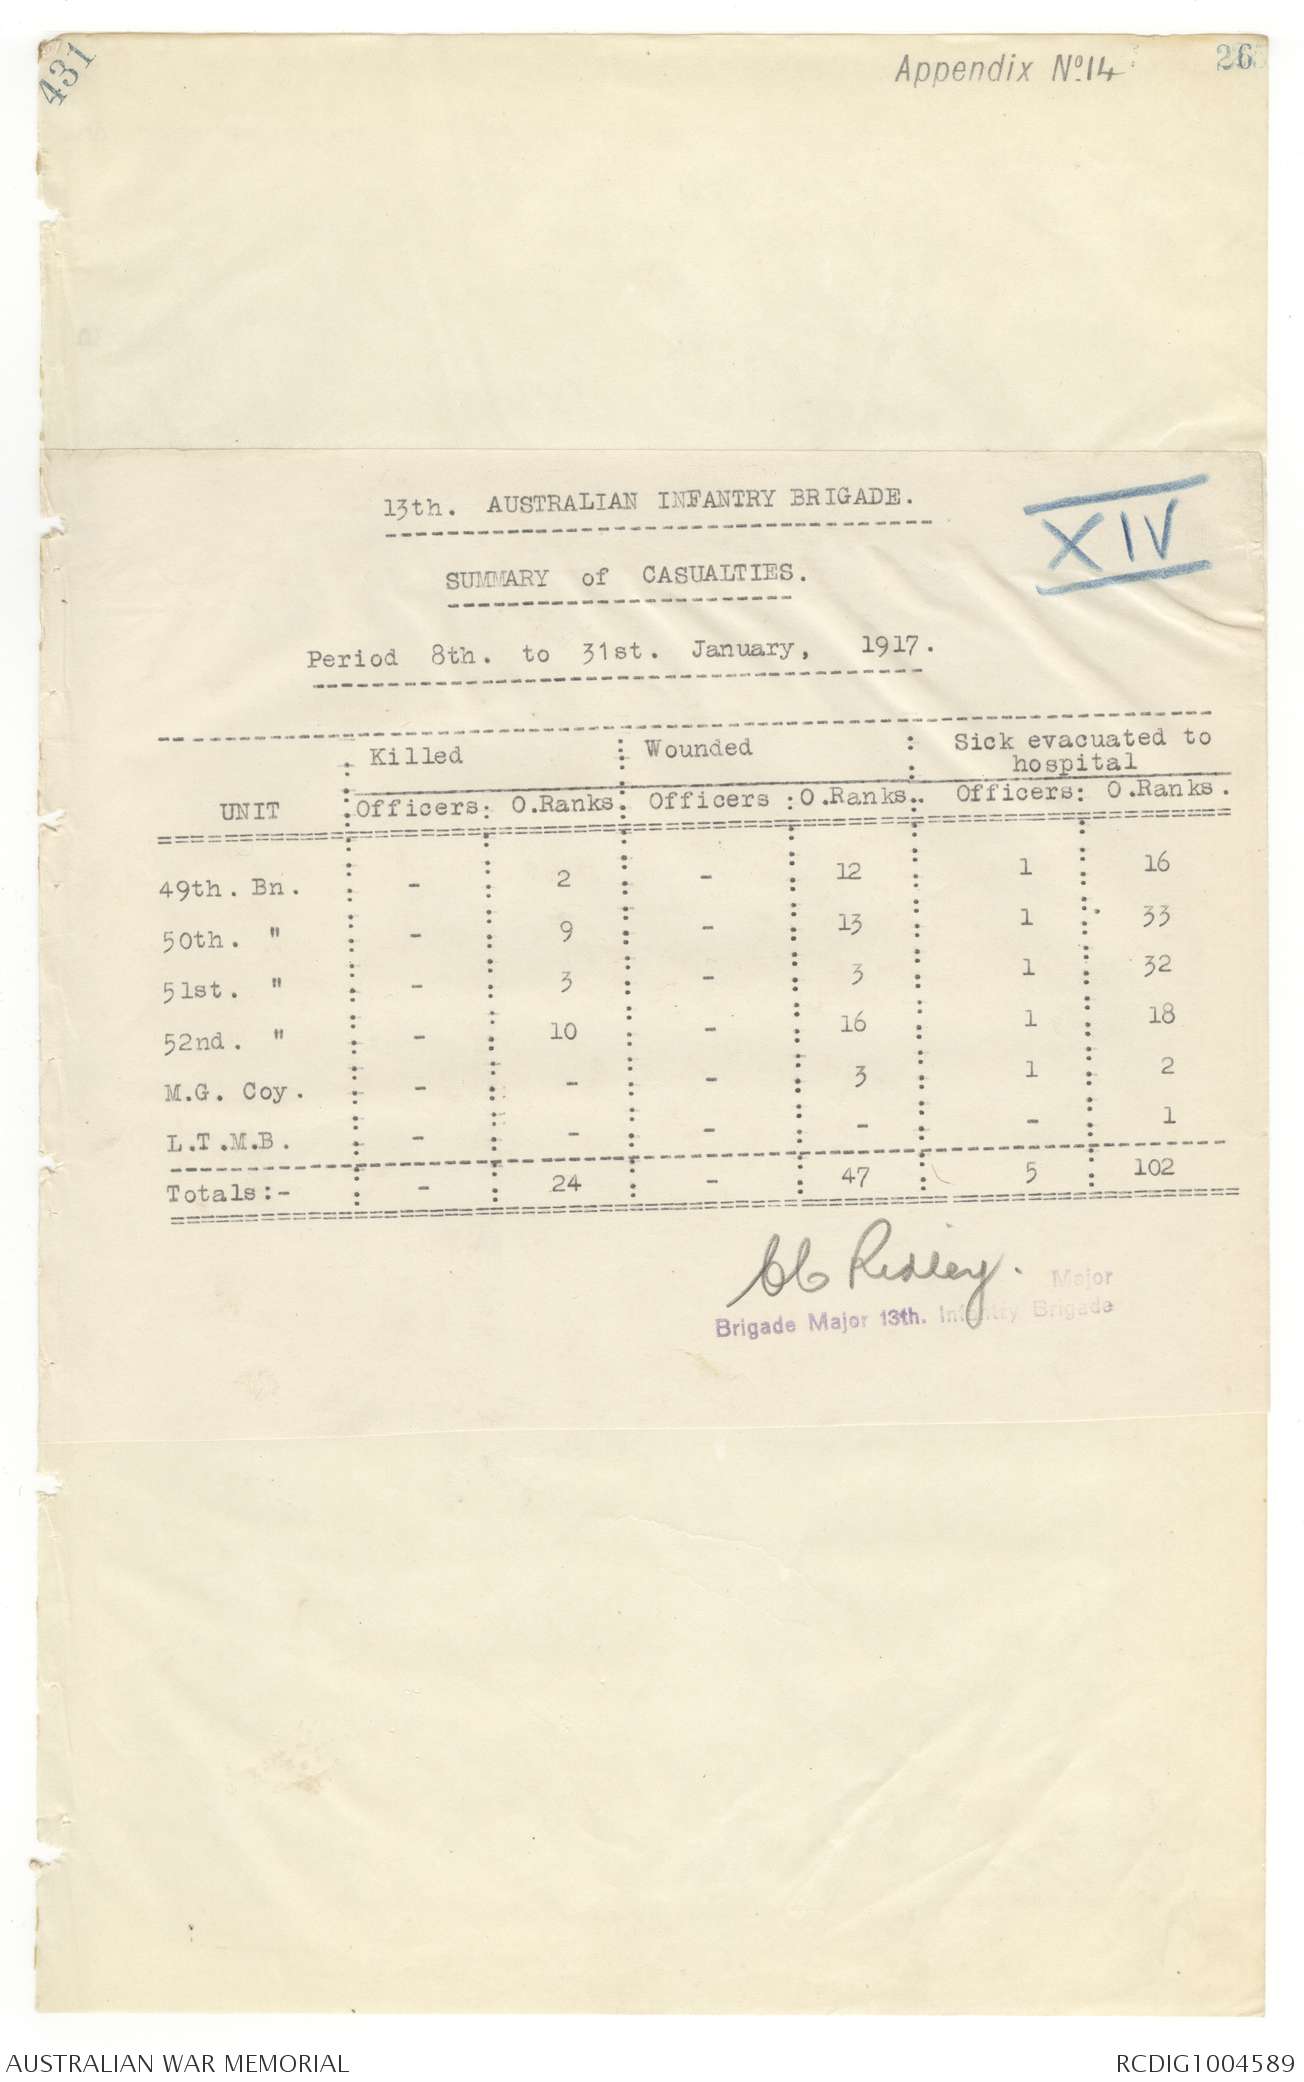 431
Appendix No. 14
26
13th. AUSTRALIAN INFANTRY BRIGADE.
XIV
SUMMARY of CASUALTIES.
Period 8th. to 31st. January, 1917.
Killed : Wounded : Sick evacuated to
hospital
UNIT : Officers: O.Ranks: Officers : O.Ranks.: Officers: O.Ranks.
49th. Bn. : - : 2 : - : 12 : 1 : 16
50th. " : - : 9 : - : 13 : 1 : 33
51st. " : - : 3 : - : 3 : 1 : 32
52nd. " : - : 10 : - : 16 : 1 : 18
M.G. Coy. : - : - : - : 3 : 1 : 2
L.T.M.B. : - : - : - : - : - : 1
Totals:- : - : 24 : - : 47 : 5 : 102
Ridley.
Major
Brigade Major 13th. Infantry Brigade
AUSTRALIAN WAR MEMORIAL
RCDIG1004589